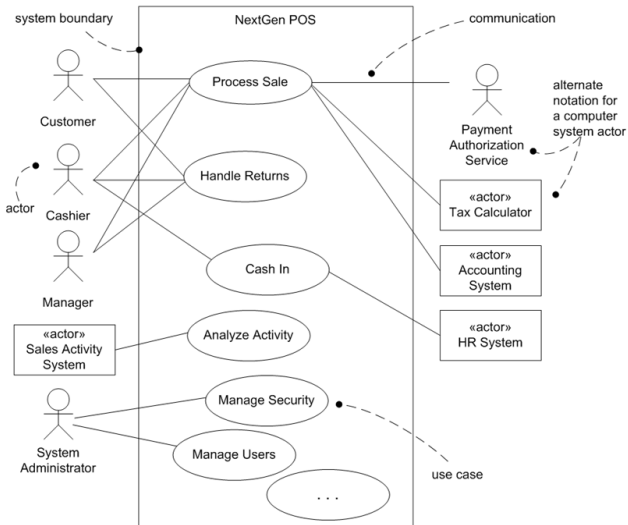 system boundary
NextGen POS
communication
Process Sale
alternate
notation for
a computer
system actor
Customer
Payment
Authorization
Service
Handle Returns
«actor»
Tax Calculator
actor
Cashier
Cash In
«actor»
Accounting
System
Manager
«actor»
Sales Activity
System
Analyze Activity
«actor»
HR System
Manage Security
System
Administrator
Manage Users
use case
. . .